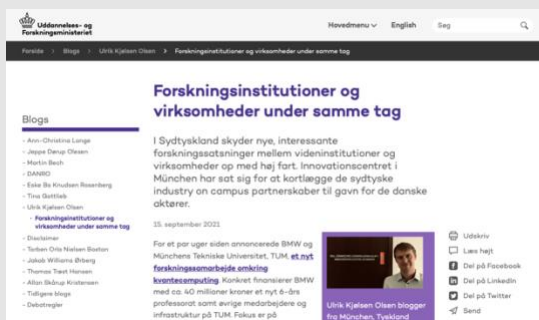 Uddannelses- og
Forskningsministeriet
Hovedmenu
English
Søg
Forside > Blogs > Ulrik Kjølsen Olsen > Forskningsinstitutioner og virksomheder under samme tag
Forskningsinstitutioner og
virksomheder under samme tag
Blogs
- Ann-Christina Lange
- Jeppe Dørup Olesen
- Martin Bech
- DANRO
- Eske Bo Knudsen Rosenberg
- Tina Gottlieb
- Ulrik Kjølsen Olsen
- Forskningsinstitutioner og
virksomheder under samme tag
- Disclaimer
- Torben Orla Nielsen Boston
- Jakob Williams Ørberg
- Thomas Trøst Hansen
- Allan Skårup Kristensen
- Tidligere blogs
- Debatregler
I Sydtyskland skyder nye, interessante
forskningssatsninger mellem videninstitutioner og
virksomheder op med høj fart. Innovationscentret i
München har sat sig for at kortlægge de sydtyske
industry on campus partnerskaber til gavn for de danske
aktører.
15. september 2021
For et par uger siden annoncerede BMW og
Münchens Tekniske Universitet, TUM, et nyt
forskningssamarbejde omkring
kvantecomputing. Konkret finansierer BMW
med ca. 40 millioner kroner et nyt 6-års
professorat samt øvrige medarbejdere og
infrastruktur på TUM. Fokus er på
Ulrik Kjølsen Olsen blogger
fra München, Tyskland
Udskriv
Læs højt
Del på Facebook
Del på LinkedIn
Del på Twitter
Send